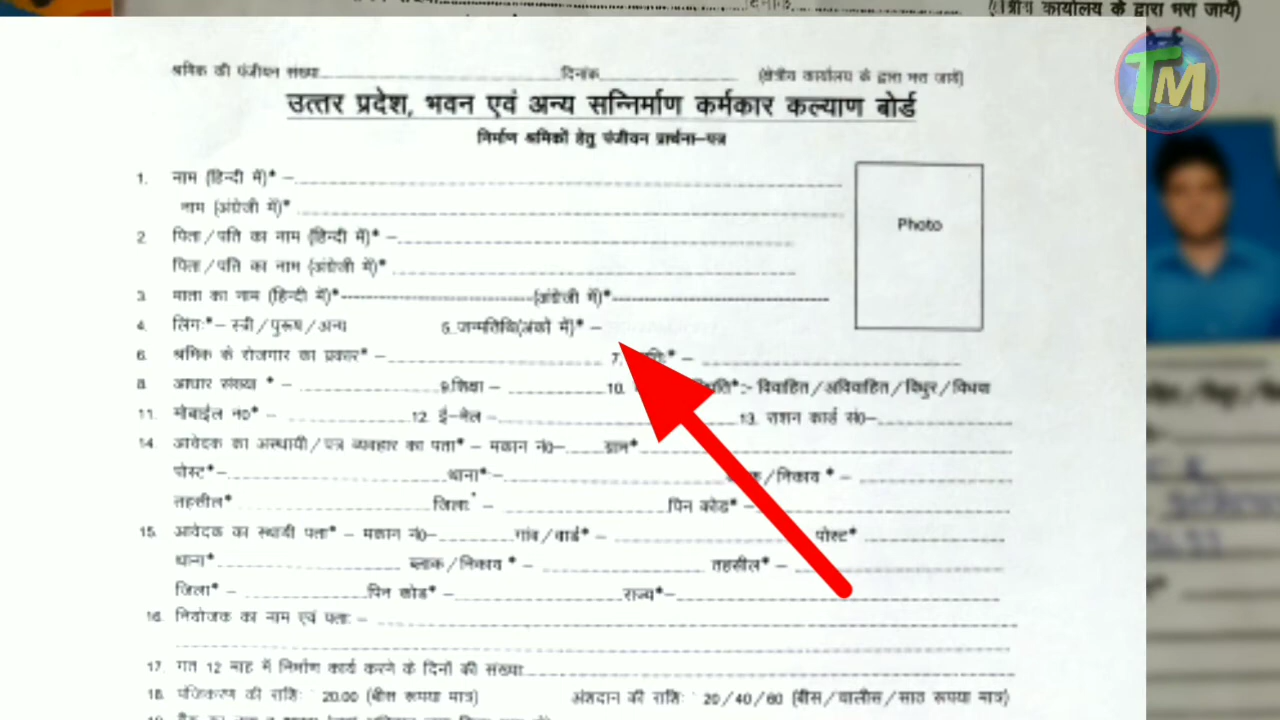 (क्षेत्रीय कार्यालय के द्वारा भरा जायें)
श्रमिक की पंजीयन संख्या..........दिनांक.......... (क्षेत्रीय कार्यालय के द्वारा भरा जायें)
TM
उत्तर प्रदेश, भवन एवं अन्य सन्निर्माण कर्मकार कल्याण बोर्ड
निर्माण श्रमिकों हेतु पंजीयन प्रार्थना-पत्र
1. नाम (हिन्दी में)* –..........
नाम (अंग्रेजी में)* ..........
Photo
2. पिता/पति का नाम (हिन्दी में)* –..........
पिता/पति का नाम (अंग्रेजी में)* ..........
3. माता का नाम (हिन्दी में)*----------(अंग्रेजी में)*----------
4. लिंगः*– स्त्री/पुरूष/अन्य 5. जन्मतिथि(अंको में)* –
6. श्रमिक के रोजगार का प्रकार* – .......... 7. * – ..........
8. आधार संख्या * – .......... 9.शिक्षा – ..........10. * :- विवाहित/अविवाहित/विधुर/विधवा
11. मोबाईल न0* – ..........12. ई-मेल –..........13. राशन कार्ड सं0–..........
14. आवेदक का अस्थायी/पत्र व्यवहार का पता* – मकान नं0–..........ग्राम*..........
पोस्ट*–..........थाना*–.........../निकाय * – ..........
तहसील* ..........जिलाः* – ..........पिन कोड* –..........
15. आवेदक का स्थायी पता* – मकान नं0–..........गांव/वार्ड* – .......... पोस्ट* ..........
थाना*.......... ब्लाक/निकाय * – .......... तहसील* – ..........
जिला* – ..........पिन कोड* –..........राज्य*–..........
16. नियोजक का नाम एवं पताः – ..........
17. गत 12 माह में निर्माण कार्य करने के दिनों की संख्या..........
18. पंजिकरण की राशिः 20.00 (बीस रूपया मात्र) अंशदान की राशिः 20/40/60 (बीस/चालीस/साठ रूपया मात्र)